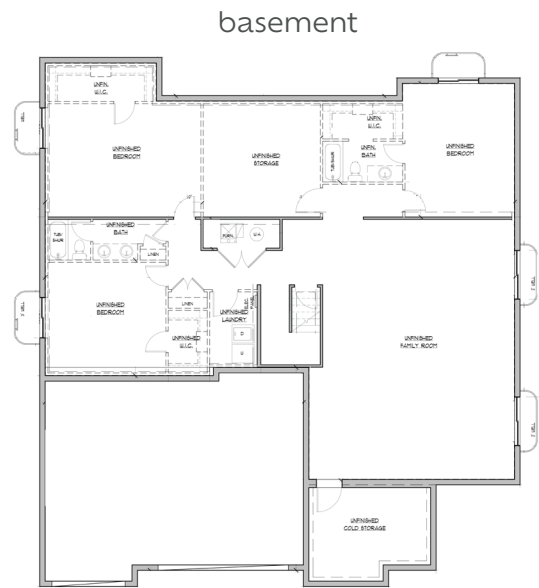 basement
UNFIN.
W.I.C.
WELL
UNFINISHED
BEDROOM
UNFINISHED
STORAGE
UNFIN.
W.I.C.
UNFIN.
BATH
TUB/SHWR
UNFINISHED
BEDROOM
UNFINISHED
BATH
TUB/
SHWR
LINEN
FURN.
W.H.
UNFINISHED
BEDROOM
LINEN
UNFINISHED
W.I.C.
UNFINISHED
LAUNDRY
D
W
UNFINISHED
FAMILY ROOM
UNFINISHED
COLD STORAGE